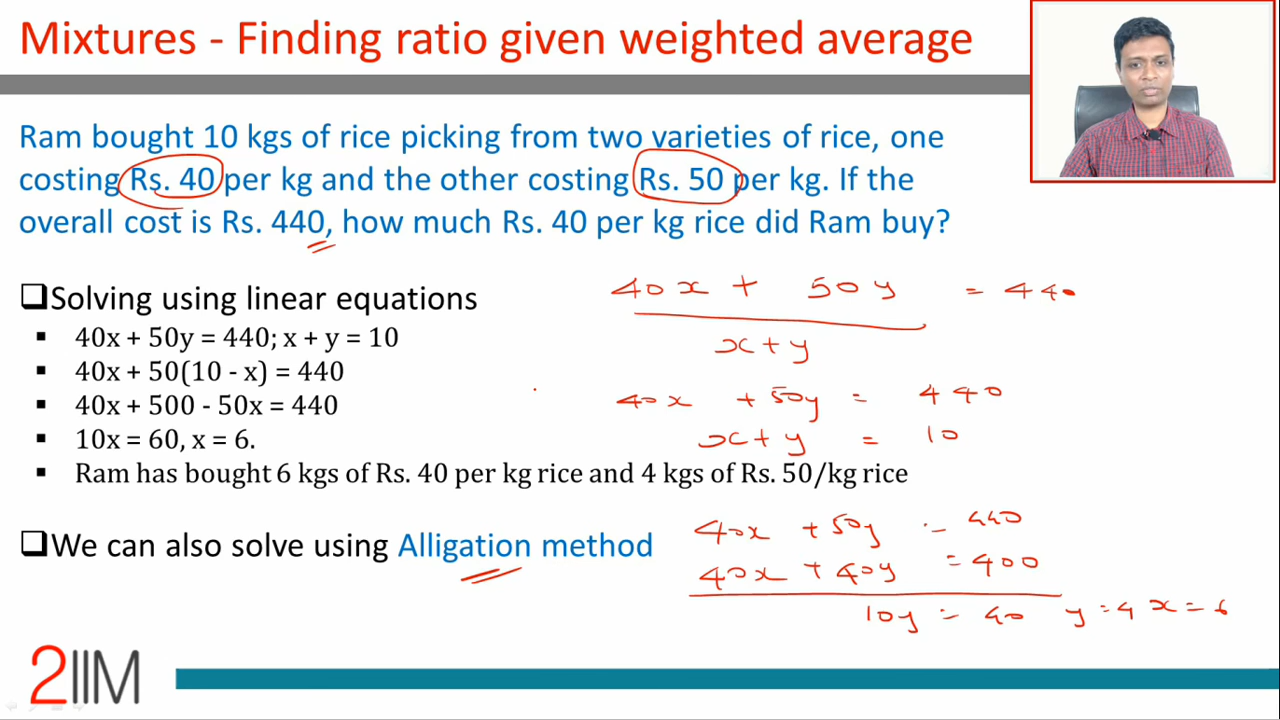 Mixtures - Finding ratio given weighted average
Ram bought 10 kgs of rice picking from two varieties of rice, one
costing Rs. 40 per kg and the other costing Rs. 50 per kg. If the
overall cost is Rs. 440, how much Rs. 40 per kg rice did Ram buy?
❑Solving using linear equations
▪ 40x + 50y = 440; x + y = 10
▪ 40x + 50(10 - x) = 440
▪ 40x + 500 - 50x = 440
▪ 10x = 60, x = 6.
▪ Ram has bought 6 kgs of Rs. 40 per kg rice and 4 kgs of Rs. 50/kg rice
❑We can also solve using Alligation method
40x + 50y = 440
x + y
40x + 50y = 440
x + y = 10
40x + 50y = 440
40x + 40y = 400
10y = 40 y = 4 x = 6
2IIM